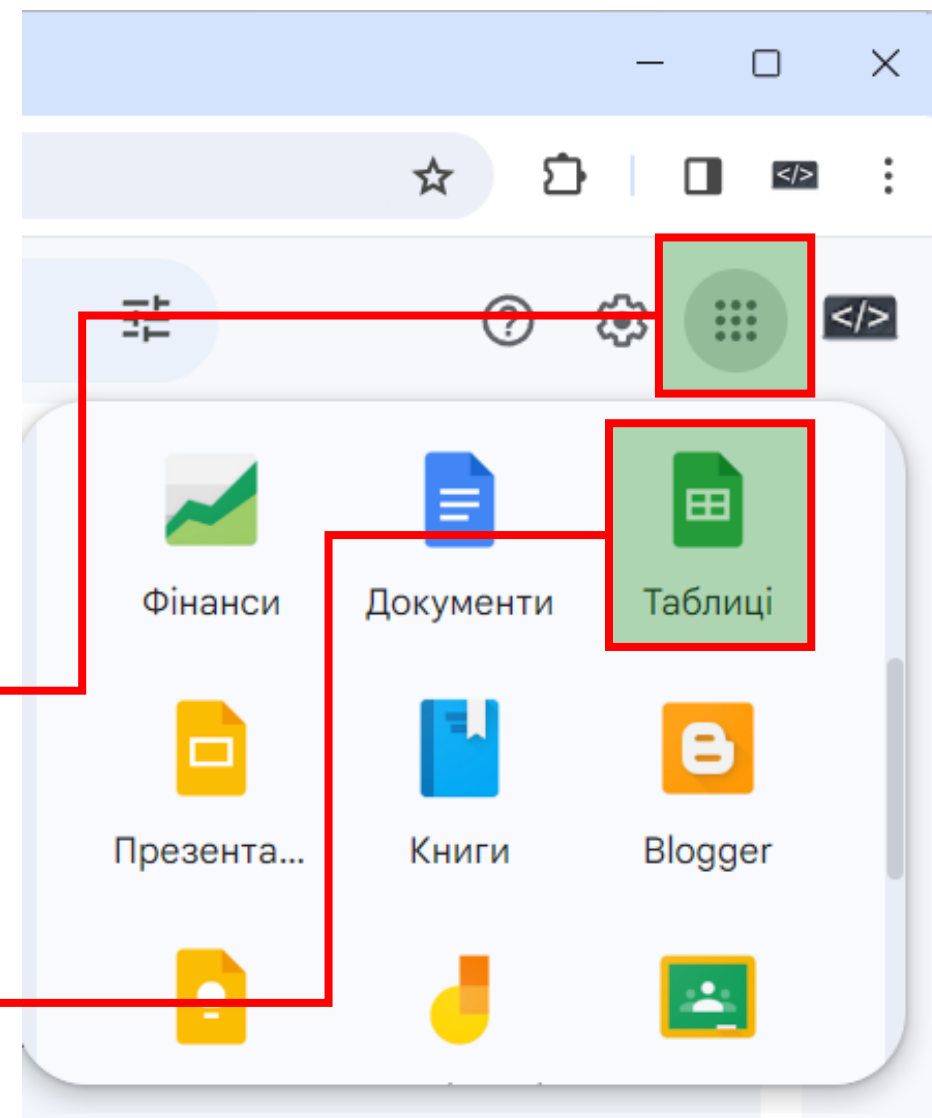 </>
</>
Фінанси
Документи
Таблиці
Презента...
Книги
Blogger